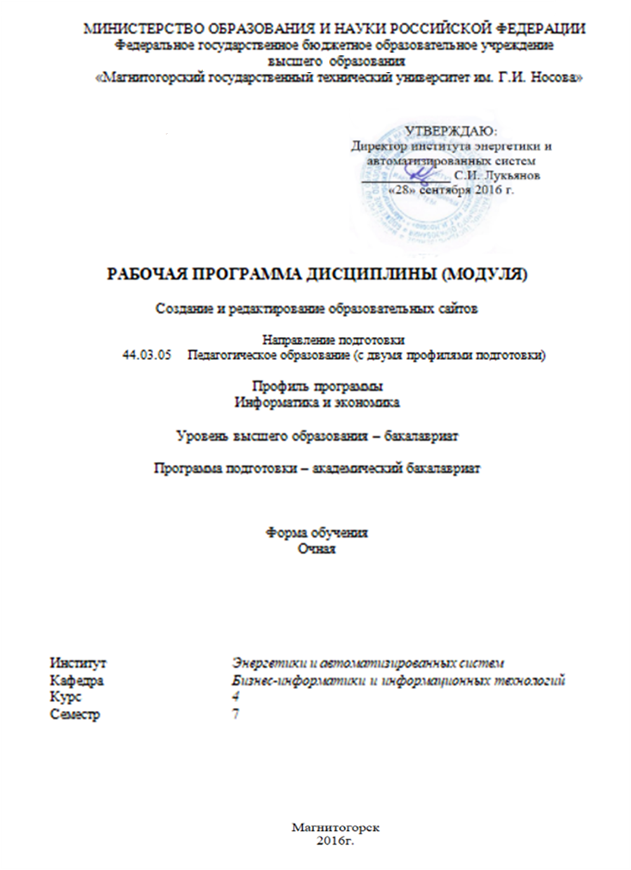 МИНИСТЕРСТВО ОБРАЗОВАНИЯ И НАУКИ РОССИЙСКОЙ ФЕДЕРАЦИИ
Федеральное государственное бюджетное образовательное учреждение
высшего образования
«Магнитогорский государственный технический университет им. Г.И. Носова»
УТВЕРЖДАЮ:
Директор института энергетики и
автоматизированных систем
С.И. Лукьянов
«28» сентября 2016 г.
РАБОЧАЯ ПРОГРАММА ДИСЦИПЛИНЫ (МОДУЛЯ)
Создание и редактирование образовательных сайтов
Направление подготовки
44.03.05 Педагогическое образование (с двумя профилями подготовки)
Профиль программы
Информатика и экономика
Уровень высшего образования – бакалавриат
Программа подготовки – академический бакалавриат
Форма обучения
Очная
Институт Энергетики и автоматизированных систем
Кафедра Бизнес-информатики и информационных технологий
Курс 4
Семестр 7
Магнитогорск
2016г.